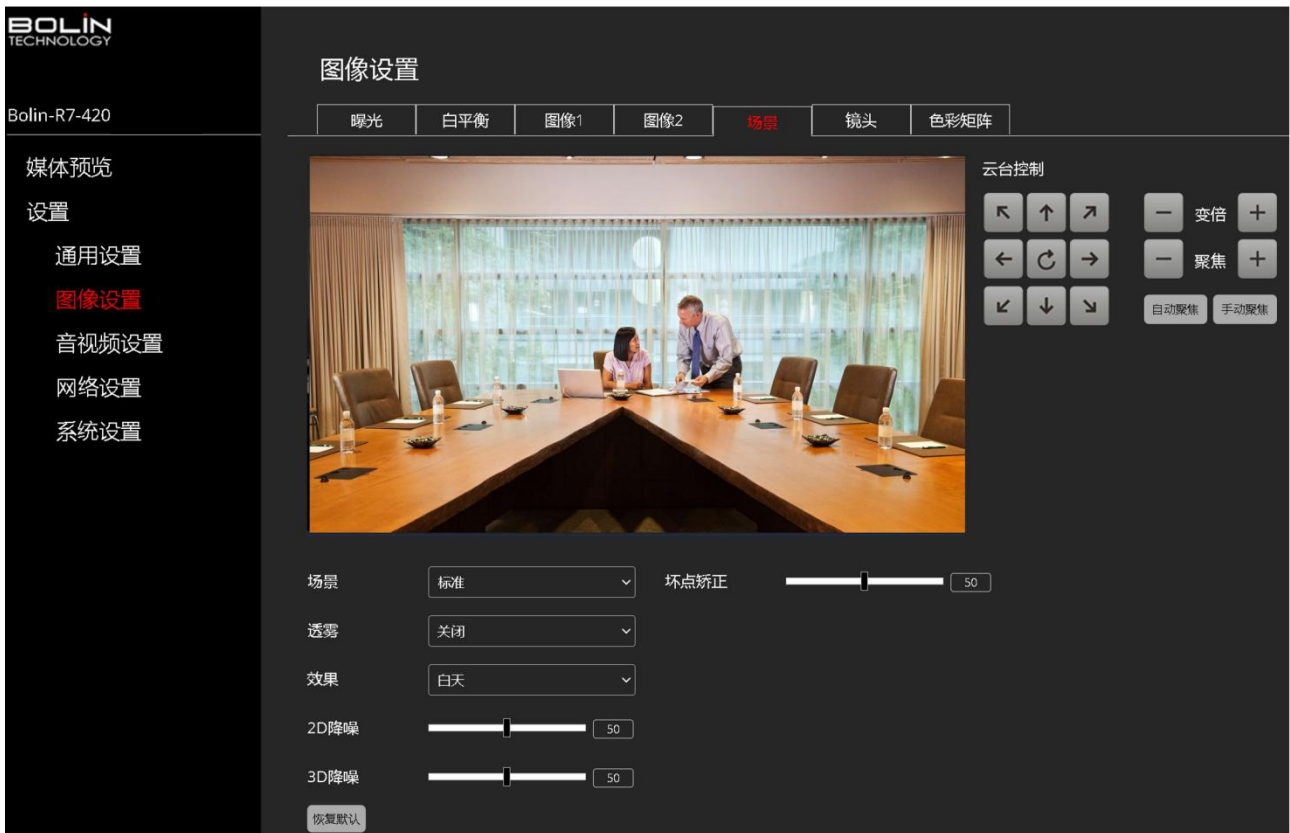 BOLIN
TECHNOLOGY
Bolin-R7-420
媒体预览
设置
通用设置
图像设置
音视频设置
网络设置
系统设置
图像设置
曝光 白平衡 图像1 图像2 场景 镜头 色彩矩阵
云台控制
变倍
聚焦
自动聚焦 手动聚焦
场景 标准 坏点矫正 50
透雾 关闭
效果 白天
2D降噪 50
3D降噪 50
恢复默认